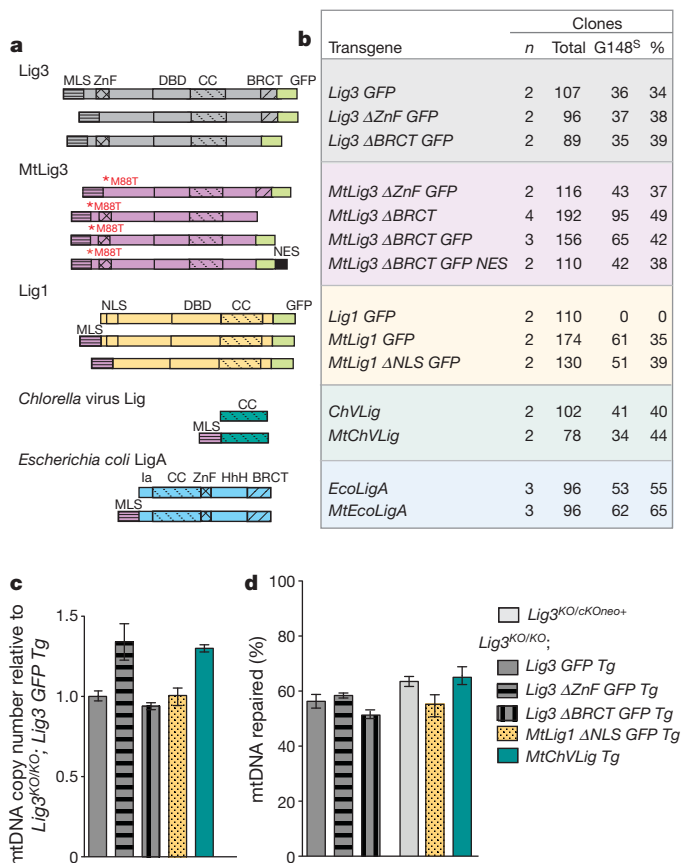 a
Lig3
MLS ZnF DBD CC BRCT GFP
MtLig3
*M88T
*M88T
*M88T
*M88T
NES
Lig1
NLS DBD CC GFP
MLS
Chlorella virus Lig
CC
MLS
Escherichia coli LigA
Ia CC ZnF HhH BRCT
MLS
b
Clones
Transgene n Total G148S %
Lig3 GFP 2 107 36 34
Lig3 ΔZnF GFP 2 96 37 38
Lig3 ΔBRCT GFP 2 89 35 39
MtLig3 ΔZnF GFP 2 116 43 37
MtLig3 ΔBRCT 4 192 95 49
MtLig3 ΔBRCT GFP 3 156 65 42
MtLig3 ΔBRCT GFP NES 2 110 42 38
Lig1 GFP 2 110 0 0
MtLig1 GFP 2 174 61 35
MtLig1 ΔNLS GFP 2 130 51 39
ChVLig 2 102 41 40
MtChVLig 2 78 34 44
EcoLigA 3 96 53 55
MtEcoLigA 3 96 62 65
c
mtDNA copy number relative to
Lig3KO/KO; Lig3 GFP Tg
1.5
1.0
0.5
0
d
mtDNA repaired (%)
100
80
60
40
20
0
Lig3KO/cKOneo+
Lig3KO/KO;
Lig3 GFP Tg
Lig3 ΔZnF GFP Tg
Lig3 ΔBRCT GFP Tg
MtLig1 ΔNLS GFP Tg
MtChVLig Tg